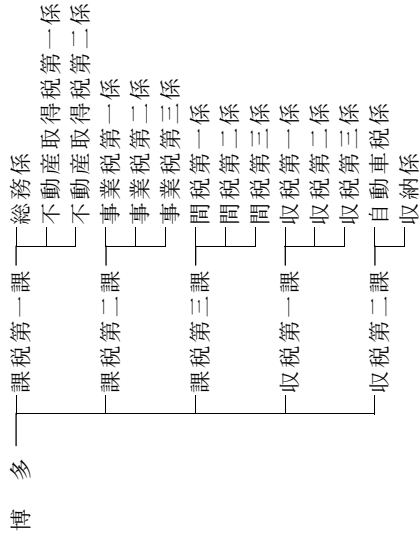 博多
課税第一課
総務係
不動産取得税第一係
不動産取得税第二係
課税第二課
事業税第一係
事業税第二係
事業税第三係
課税第三課
間税第一係
間税第二係
間税第三係
収税第一課
収税第一係
収税第二係
収税第三係
収税第二課
自動車税係
収納係